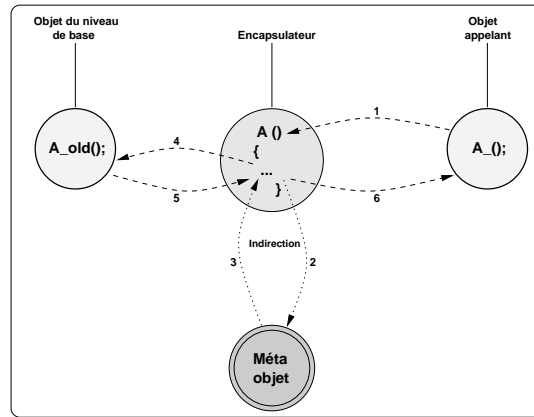 Objet du niveau
de base
Encapsulateur
Objet
appelant
1
A ()
{
...
}
4
A_old();
A_();
5
6
Indirection
3
2
Méta
objet